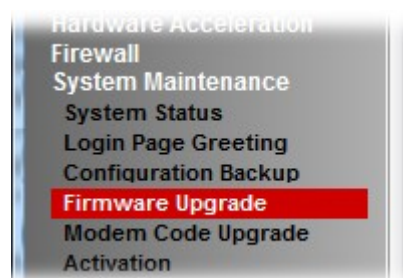 Hardware Acceleration
Firewall
System Maintenance
System Status
Login Page Greeting
Configuration Backup
Firmware Upgrade
Modem Code Upgrade
Activation